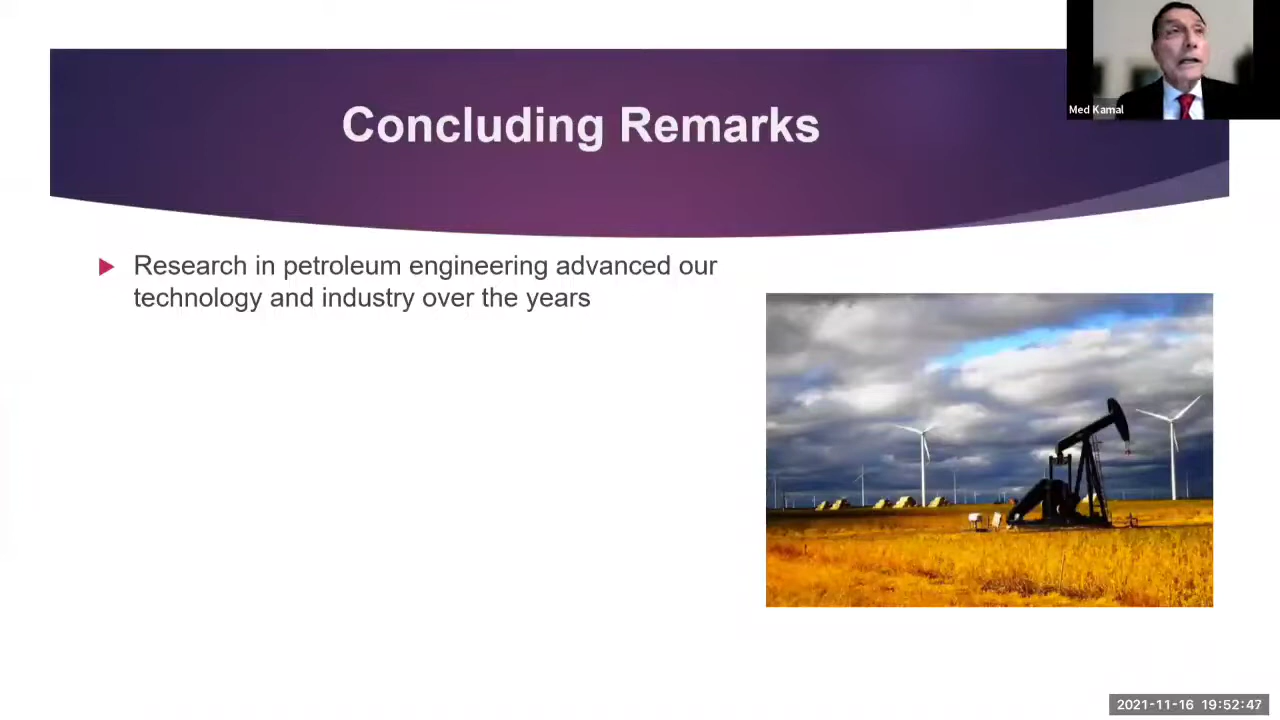 Concluding Remarks
Med Kamal
Research in petroleum engineering advanced our
technology and industry over the years
2021-11-16 19:52:47